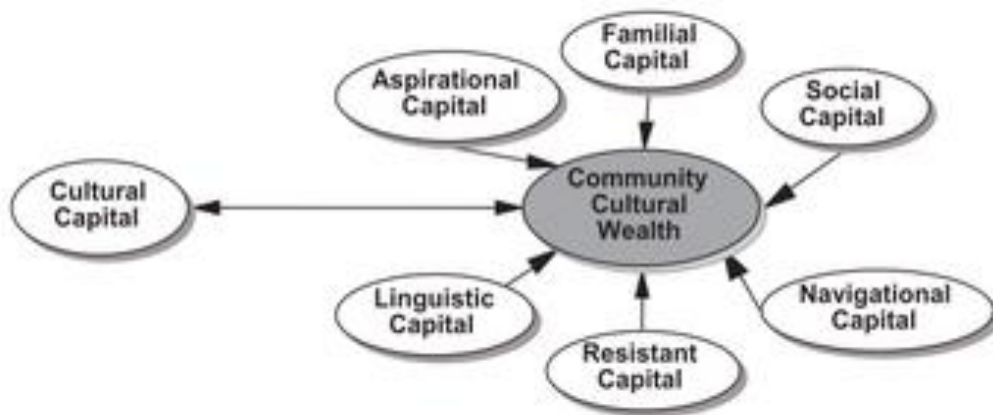 Familial
Capital
Aspirational
Capital
Social
Capital
Cultural
Capital
Community
Cultural
Wealth
Linguistic
Capital
Navigational
Capital
Resistant
Capital